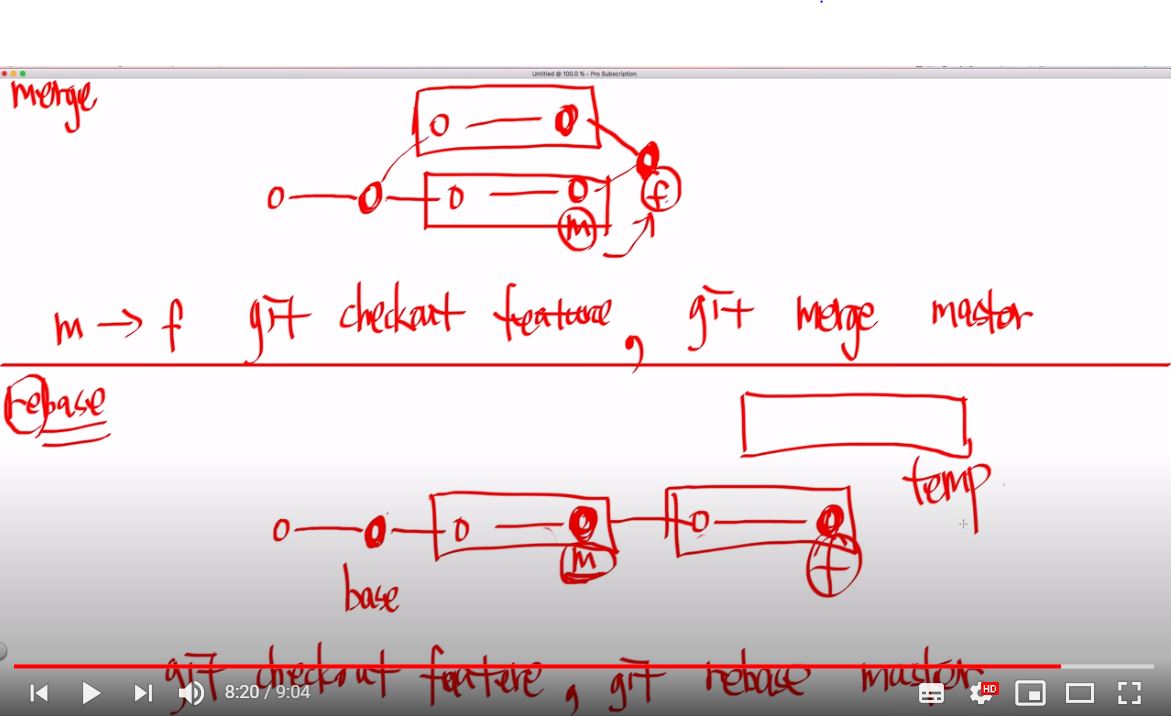 Untitled @ 100.0 % - Pro Subscription
merge
f
m
m → f git checkout feature, git merge master
rebase
temp
m
f
base
git checkout feature, git rebase master
8:20 / 9:04
HD